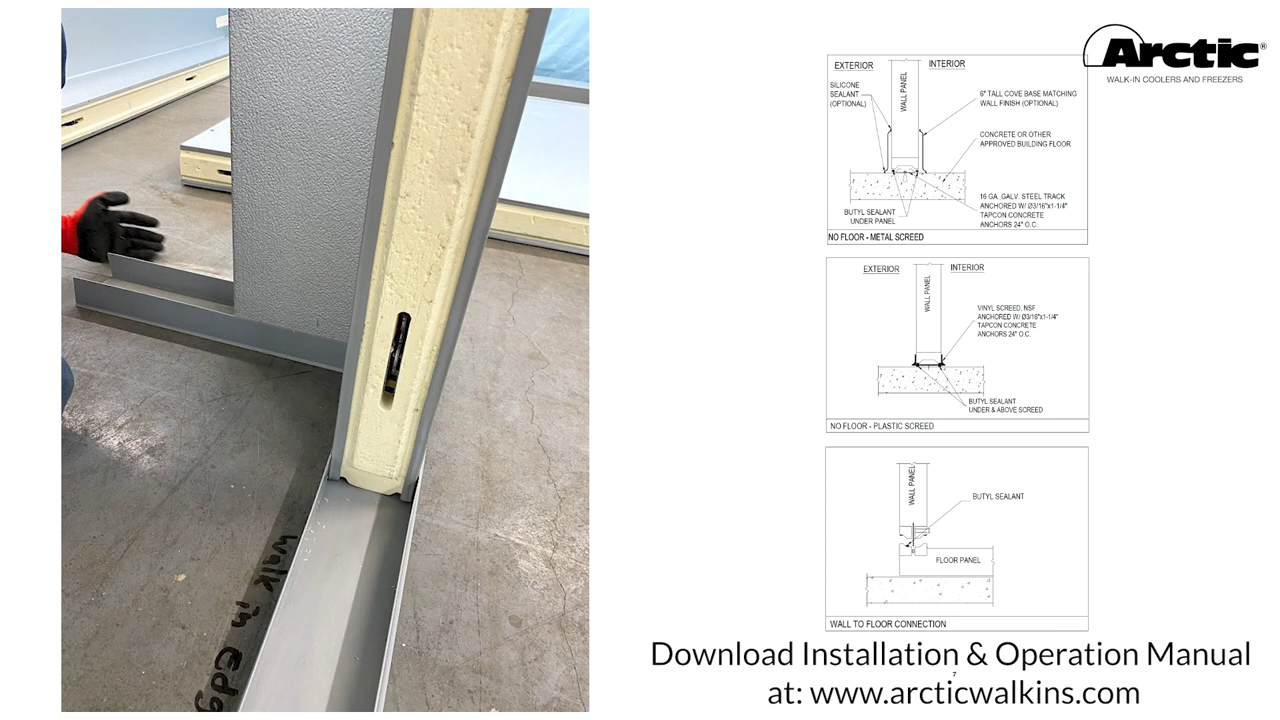 walk in Edg
Arctic®
WALK-IN COOLERS AND FREEZERS
EXTERIOR
INTERIOR
SILICONE
SEALANT
(OPTIONAL)
WALL PANEL
6" TALL COVE BASE MATCHING
WALL FINISH (OPTIONAL)
CONCRETE OR OTHER
APPROVED BUILDING FLOOR
16 GA. GALV. STEEL TRACK
ANCHORED W/ Ø3/16"x1-1/4"
TAPCON CONCRETE
ANCHORS 24" O.C.
BUTYL SEALANT
UNDER PANEL
NO FLOOR - METAL SCREED
EXTERIOR
INTERIOR
WALL PANEL
VINYL SCREED, NSF
ANCHORED W/ Ø3/16"x1-1/4"
TAPCON CONCRETE
ANCHORS 24" O.C.
BUTYL SEALANT
UNDER & ABOVE SCREED
NO FLOOR - PLASTIC SCREED
WALL PANEL
BUTYL SEALANT
FLOOR PANEL
WALL TO FLOOR CONNECTION
Download Installation & Operation Manual
7
at: www.arcticwalkins.com